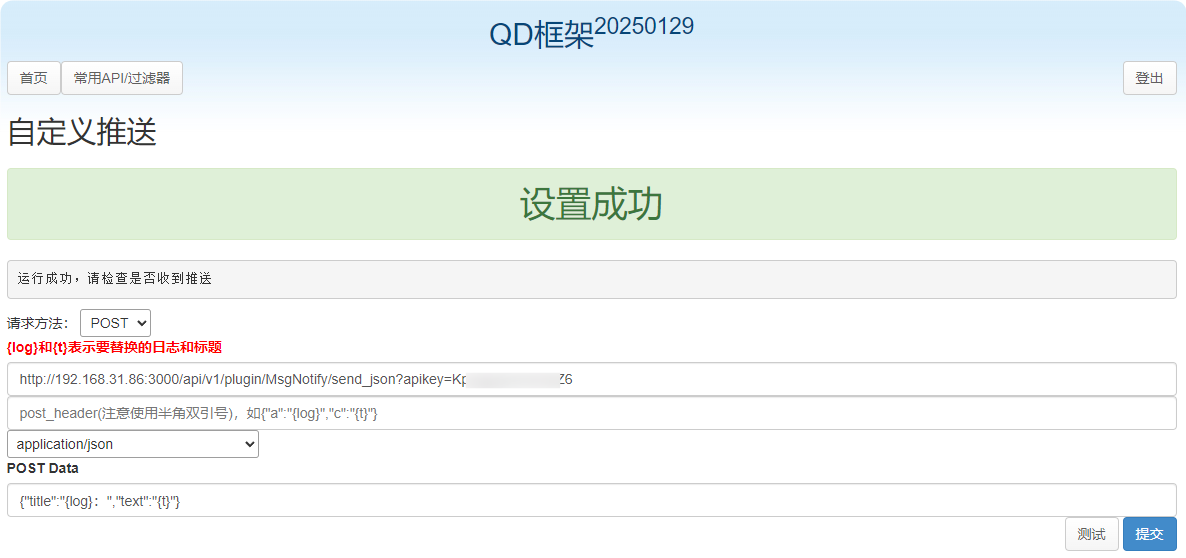 QD框架20250129
首页 常用API/过滤器 登出
自定义推送
设置成功
运行成功，请检查是否收到推送
请求方法： POST
{log}和{t}表示要替换的日志和标题
http://192.168.31.86:3000/api/v1/plugin/MsgNotify/send_json?apikey=Kp Z6
post_header(注意使用半角双引号)，如{"a":"{log}","c":"{t}"}
application/json
POST Data
{"title":"{log}：","text":"{t}"}
测试 提交